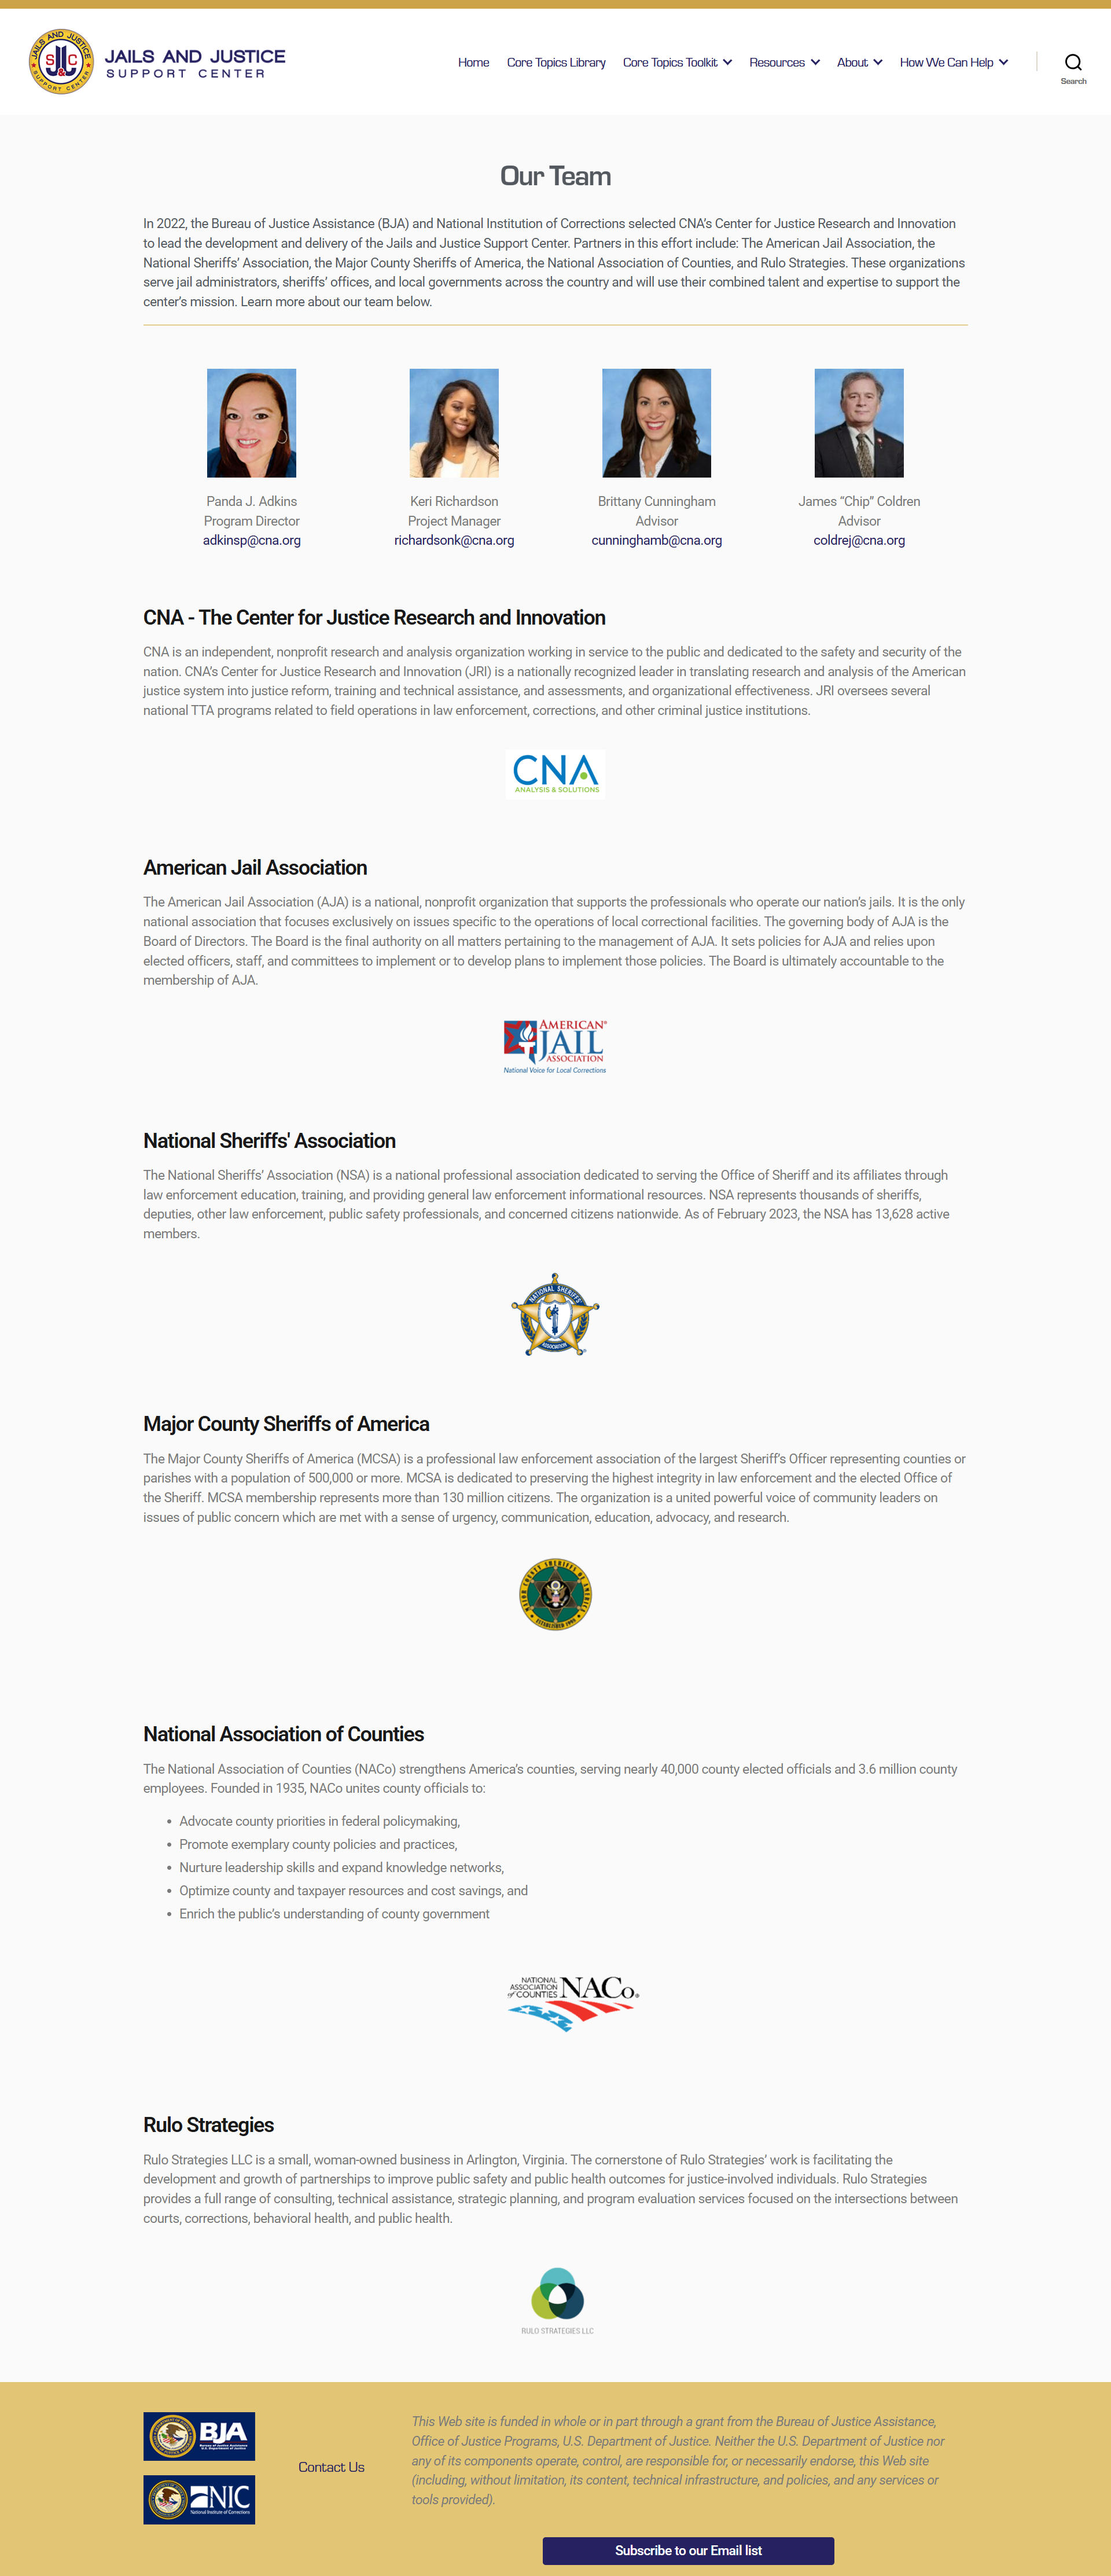 JAILS AND JUSTICE
SUPPORT CENTER
JAILS AND JUSTICE
SUPPORT CENTER
Home Core Topics Library Core Topics Toolkit Resources About How We Can Help
Search
Our Team
In 2022, the Bureau of Justice Assistance (BJA) and National Institution of Corrections selected CNA’s Center for Justice Research and Innovation
to lead the development and delivery of the Jails and Justice Support Center. Partners in this effort include: The American Jail Association, the
National Sheriffs’ Association, the Major County Sheriffs of America, the National Association of Counties, and Rulo Strategies. These organizations
serve jail administrators, sheriffs’ offices, and local governments across the country and will use their combined talent and expertise to support the
center’s mission. Learn more about our team below.
Panda J. Adkins
Program Director
adkinsp@cna.org
Keri Richardson
Project Manager
richardsonk@cna.org
Brittany Cunningham
Advisor
cunninghamb@cna.org
James “Chip” Coldren
Advisor
coldrej@cna.org
CNA - The Center for Justice Research and Innovation
CNA is an independent, nonprofit research and analysis organization working in service to the public and dedicated to the safety and security of the
nation. CNA’s Center for Justice Research and Innovation (JRI) is a nationally recognized leader in translating research and analysis of the American
justice system into justice reform, training and technical assistance, and assessments, and organizational effectiveness. JRI oversees several
national TTA programs related to field operations in law enforcement, corrections, and other criminal justice institutions.
CNA
ANALYSIS & SOLUTIONS
American Jail Association
The American Jail Association (AJA) is a national, nonprofit organization that supports the professionals who operate our nation’s jails. It is the only
national association that focuses exclusively on issues specific to the operations of local correctional facilities. The governing body of AJA is the
Board of Directors. The Board is the final authority on all matters pertaining to the management of AJA. It sets policies for AJA and relies upon
elected officers, staff, and committees to implement or to develop plans to implement those policies. The Board is ultimately accountable to the
membership of AJA.
AMERICAN®
JAIL
ASSOCIATION
National Voice for Local Corrections
National Sheriffs' Association
The National Sheriffs’ Association (NSA) is a national professional association dedicated to serving the Office of Sheriff and its affiliates through
law enforcement education, training, and providing general law enforcement informational resources. NSA represents thousands of sheriffs,
deputies, other law enforcement, public safety professionals, and concerned citizens nationwide. As of February 2023, the NSA has 13,628 active
members.
NATIONAL SHERIFFS'
ASSOCIATION
Major County Sheriffs of America
The Major County Sheriffs of America (MCSA) is a professional law enforcement association of the largest Sheriff’s Officer representing counties or
parishes with a population of 500,000 or more. MCSA is dedicated to preserving the highest integrity in law enforcement and the elected Office of
the Sheriff. MCSA membership represents more than 130 million citizens. The organization is a united powerful voice of community leaders on
issues of public concern which are met with a sense of urgency, communication, education, advocacy, and research.
MAJOR COUNTY SHERIFFS OF AMERICA
National Association of Counties
The National Association of Counties (NACo) strengthens America’s counties, serving nearly 40,000 county elected officials and 3.6 million county
employees. Founded in 1935, NACo unites county officials to:
• Advocate county priorities in federal policymaking,
• Promote exemplary county policies and practices,
• Nurture leadership skills and expand knowledge networks,
• Optimize county and taxpayer resources and cost savings, and
• Enrich the public’s understanding of county government
NATIONAL
ASSOCIATION
of COUNTIES NACo®
Rulo Strategies
Rulo Strategies LLC is a small, woman-owned business in Arlington, Virginia. The cornerstone of Rulo Strategies’ work is facilitating the
development and growth of partnerships to improve public safety and public health outcomes for justice-involved individuals. Rulo Strategies
provides a full range of consulting, technical assistance, strategic planning, and program evaluation services focused on the intersections between
courts, corrections, behavioral health, and public health.
RULO STRATEGIES LLC
BJA
Bureau of Justice Assistance
U.S. Department of Justice
NIC
National Institute of Corrections
Contact Us
This Web site is funded in whole or in part through a grant from the Bureau of Justice Assistance,
Office of Justice Programs, U.S. Department of Justice. Neither the U.S. Department of Justice nor
any of its components operate, control, are responsible for, or necessarily endorse, this Web site
(including, without limitation, its content, technical infrastructure, and policies, and any services or
tools provided).
Subscribe to our Email list